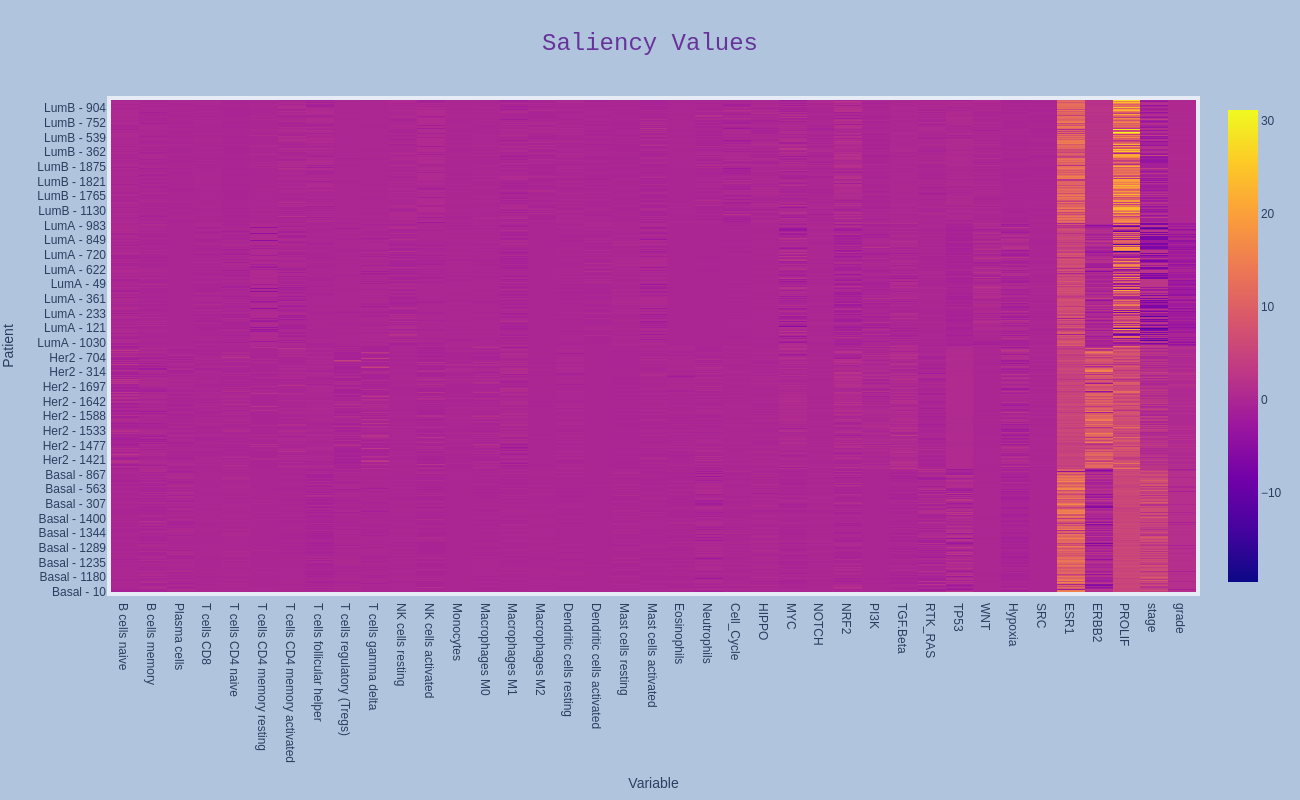 Saliency Values
Patient
LumB - 904
LumB - 752
LumB - 539
LumB - 362
LumB - 1875
LumB - 1821
LumB - 1765
LumB - 1130
LumA - 983
LumA - 849
LumA - 720
LumA - 622
LumA - 49
LumA - 361
LumA - 233
LumA - 121
LumA - 1030
Her2 - 704
Her2 - 314
Her2 - 1697
Her2 - 1642
Her2 - 1588
Her2 - 1533
Her2 - 1477
Her2 - 1421
Basal - 867
Basal - 563
Basal - 307
Basal - 1400
Basal - 1344
Basal - 1289
Basal - 1235
Basal - 1180
Basal - 10
30
20
10
0
−10
B cells naive
B cells memory
Plasma cells
T cells CD8
T cells CD4 naive
T cells CD4 memory resting
T cells CD4 memory activated
T cells follicular helper
T cells regulatory (Tregs)
T cells gamma delta
NK cells resting
NK cells activated
Monocytes
Macrophages M0
Macrophages M1
Macrophages M2
Dendritic cells resting
Dendritic cells activated
Mast cells resting
Mast cells activated
Eosinophils
Neutrophils
Cell_Cycle
HIPPO
MYC
NOTCH
NRF2
PI3K
TGF.Beta
RTK_RAS
TP53
WNT
Hypoxia
SRC
ESR1
ERBB2
PROLIF
stage
grade
Variable